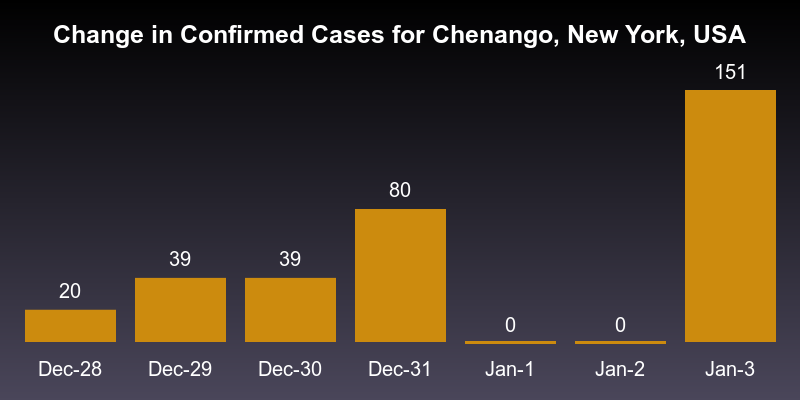 Change in Confirmed Cases for Chenango, New York, USA
151
80
39 39
20
0 0
Dec-28 Dec-29 Dec-30 Dec-31 Jan-1 Jan-2 Jan-3